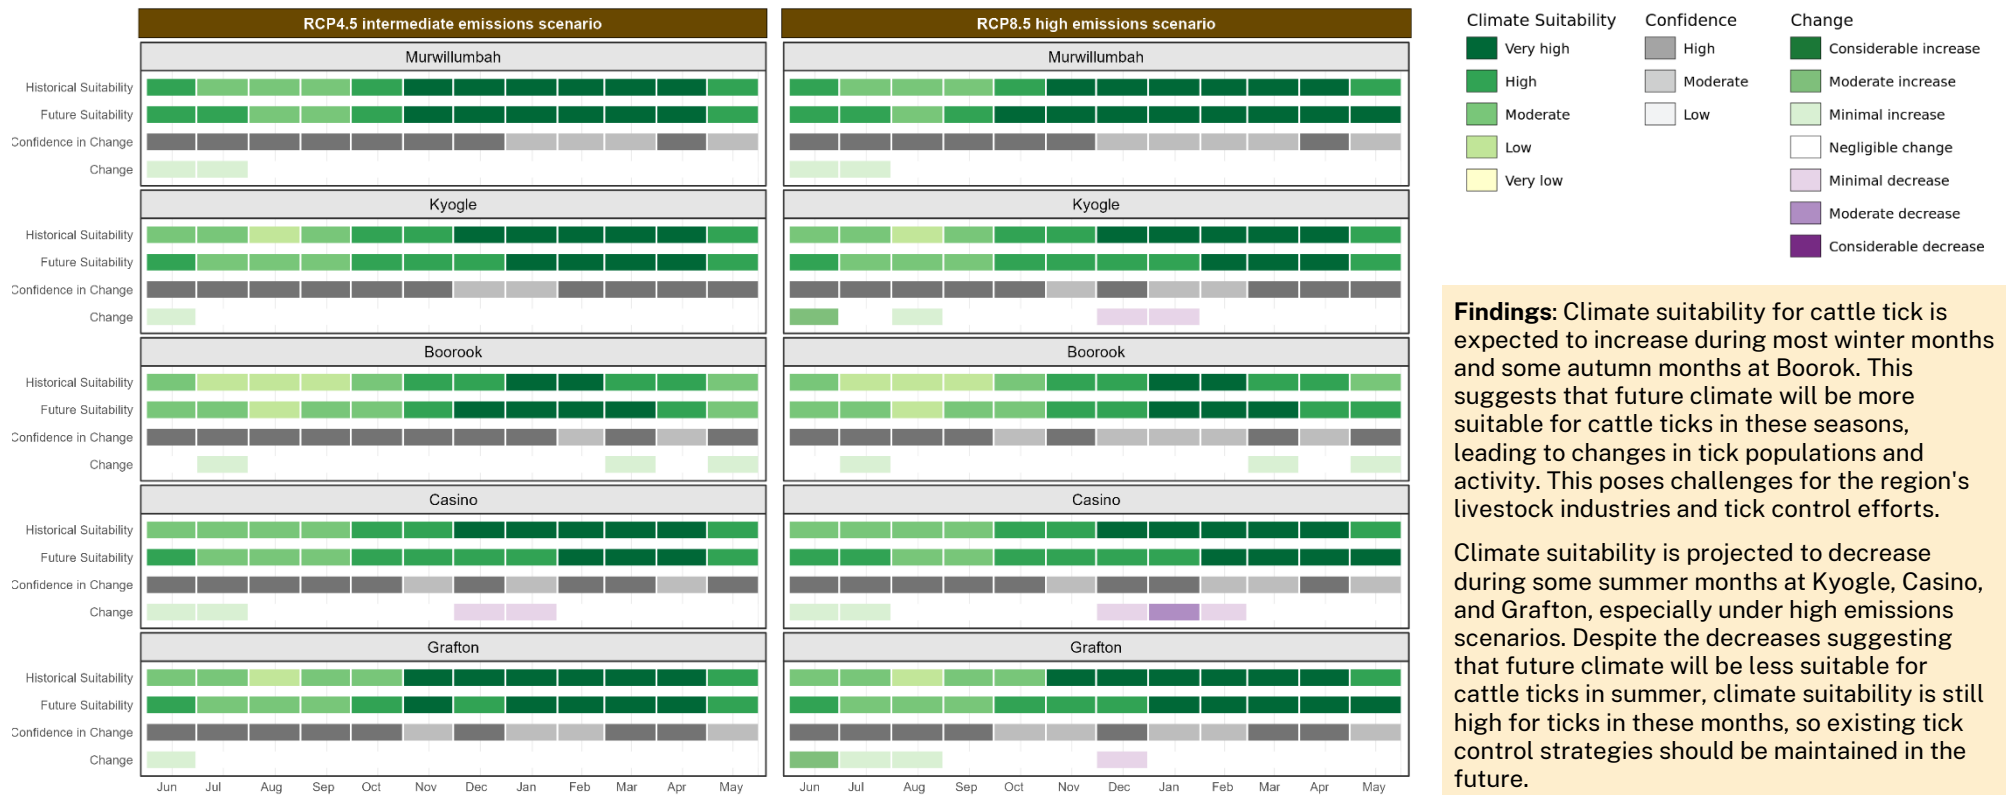 RCP4.5 intermediate emissions scenario
RCP8.5 high emissions scenario
Murwillumbah
Murwillumbah
Historical Suitability
Future Suitability
Confidence in Change
Change
Kyogle
Kyogle
Historical Suitability
Future Suitability
Confidence in Change
Change
Boorook
Boorook
Historical Suitability
Future Suitability
Confidence in Change
Change
Casino
Casino
Historical Suitability
Future Suitability
Confidence in Change
Change
Grafton
Grafton
Historical Suitability
Future Suitability
Confidence in Change
Change
Jun Jul Aug Sep Oct Nov Dec Jan Feb Mar Apr May
Jun Jul Aug Sep Oct Nov Dec Jan Feb Mar Apr May
Climate Suitability
Very high
High
Moderate
Low
Very low
Confidence
High
Moderate
Low
Change
Considerable increase
Moderate increase
Minimal increase
Negligible change
Minimal decrease
Moderate decrease
Considerable decrease
Findings: Climate suitability for cattle tick is
expected to increase during most winter months
and some autumn months at Boorok. This
suggests that future climate will be more
suitable for cattle ticks in these seasons,
leading to changes in tick populations and
activity. This poses challenges for the region's
livestock industries and tick control efforts.
Climate suitability is projected to decrease
during some summer months at Kyogle, Casino,
and Grafton, especially under high emissions
scenarios. Despite the decreases suggesting
that future climate will be less suitable for
cattle ticks in summer, climate suitability is still
high for ticks in these months, so existing tick
control strategies should be maintained in the
future.